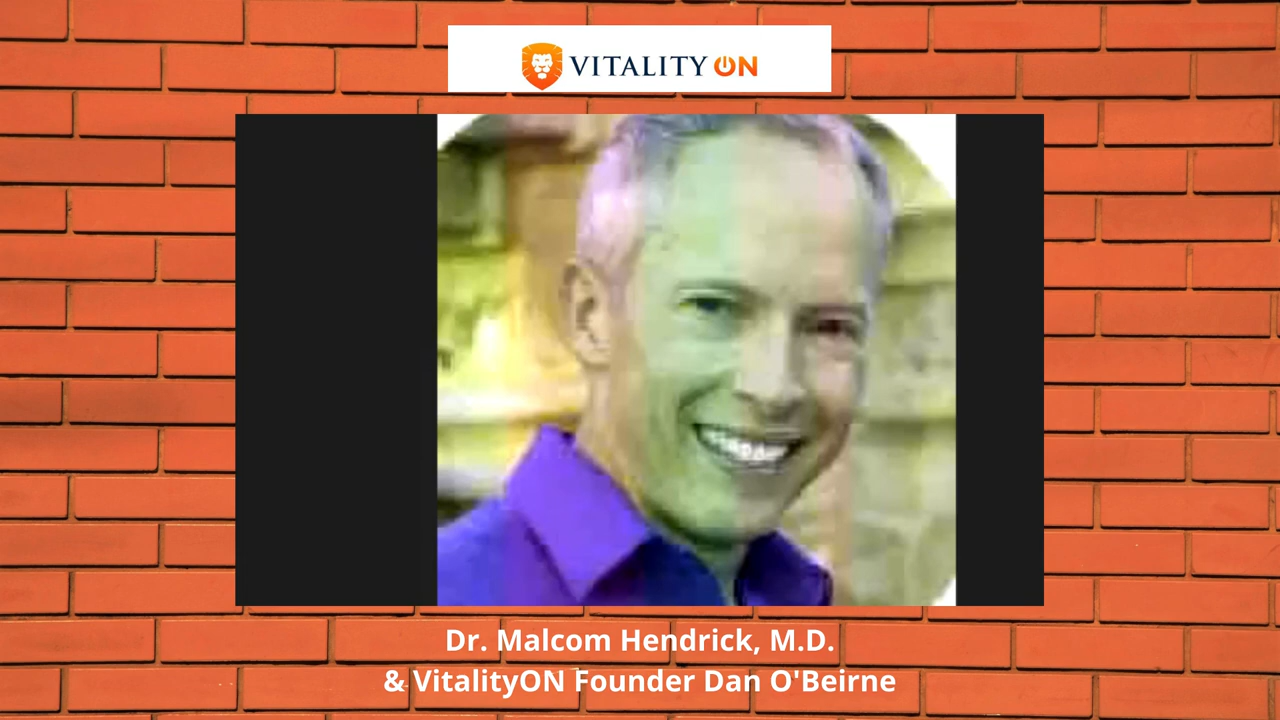 VITALITY ON
Dr. Malcom Hendrick, M.D.
& VitalityON Founder Dan O'Beirne